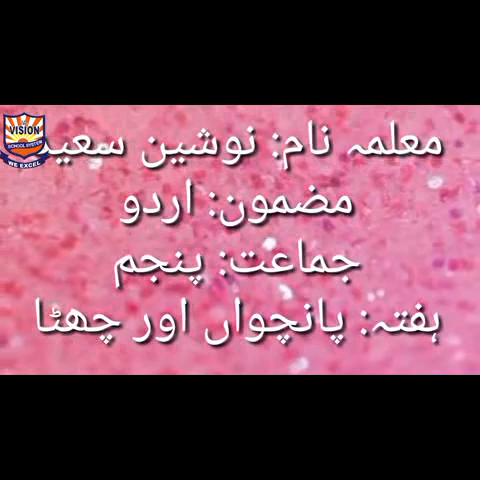 VISION
SCHOOL SYSTEM
WE EXCEL
معلمہ نام: نوشین سعید
مضمون: اردو
جماعت: پنجم
ہفتہ: پانچواں اور چھٹا